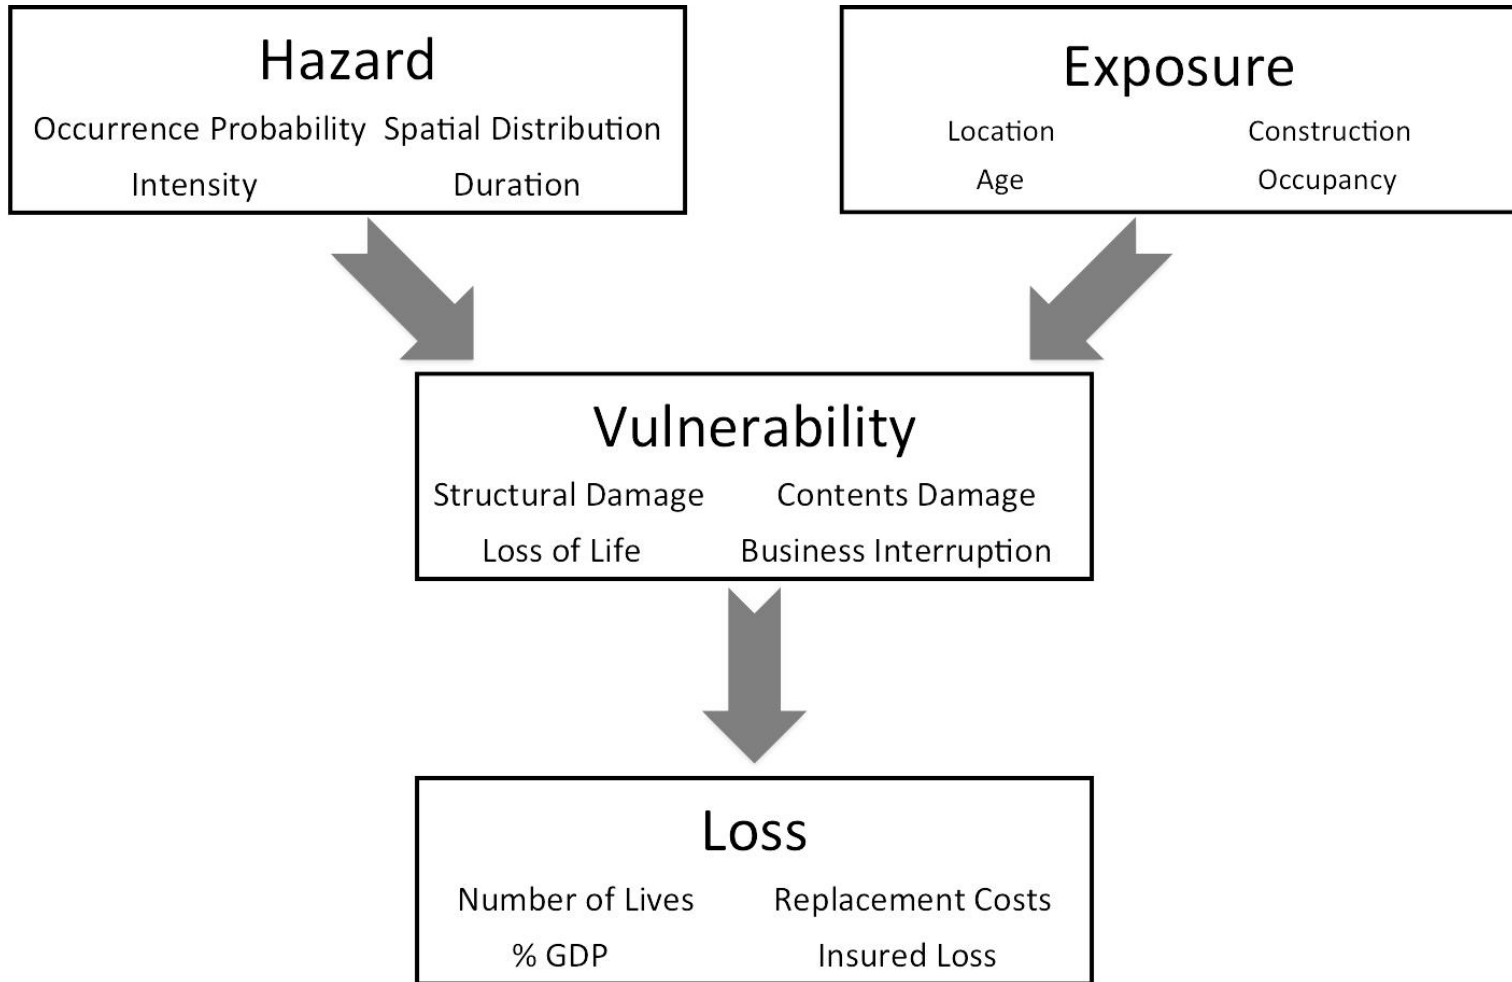 Hazard
Occurrence Probability Spatial Distribution
Intensity Duration
Exposure
Location Construction
Age Occupancy
Vulnerability
Structural Damage Contents Damage
Loss of Life Business Interruption
Loss
Number of Lives Replacement Costs
% GDP Insured Loss